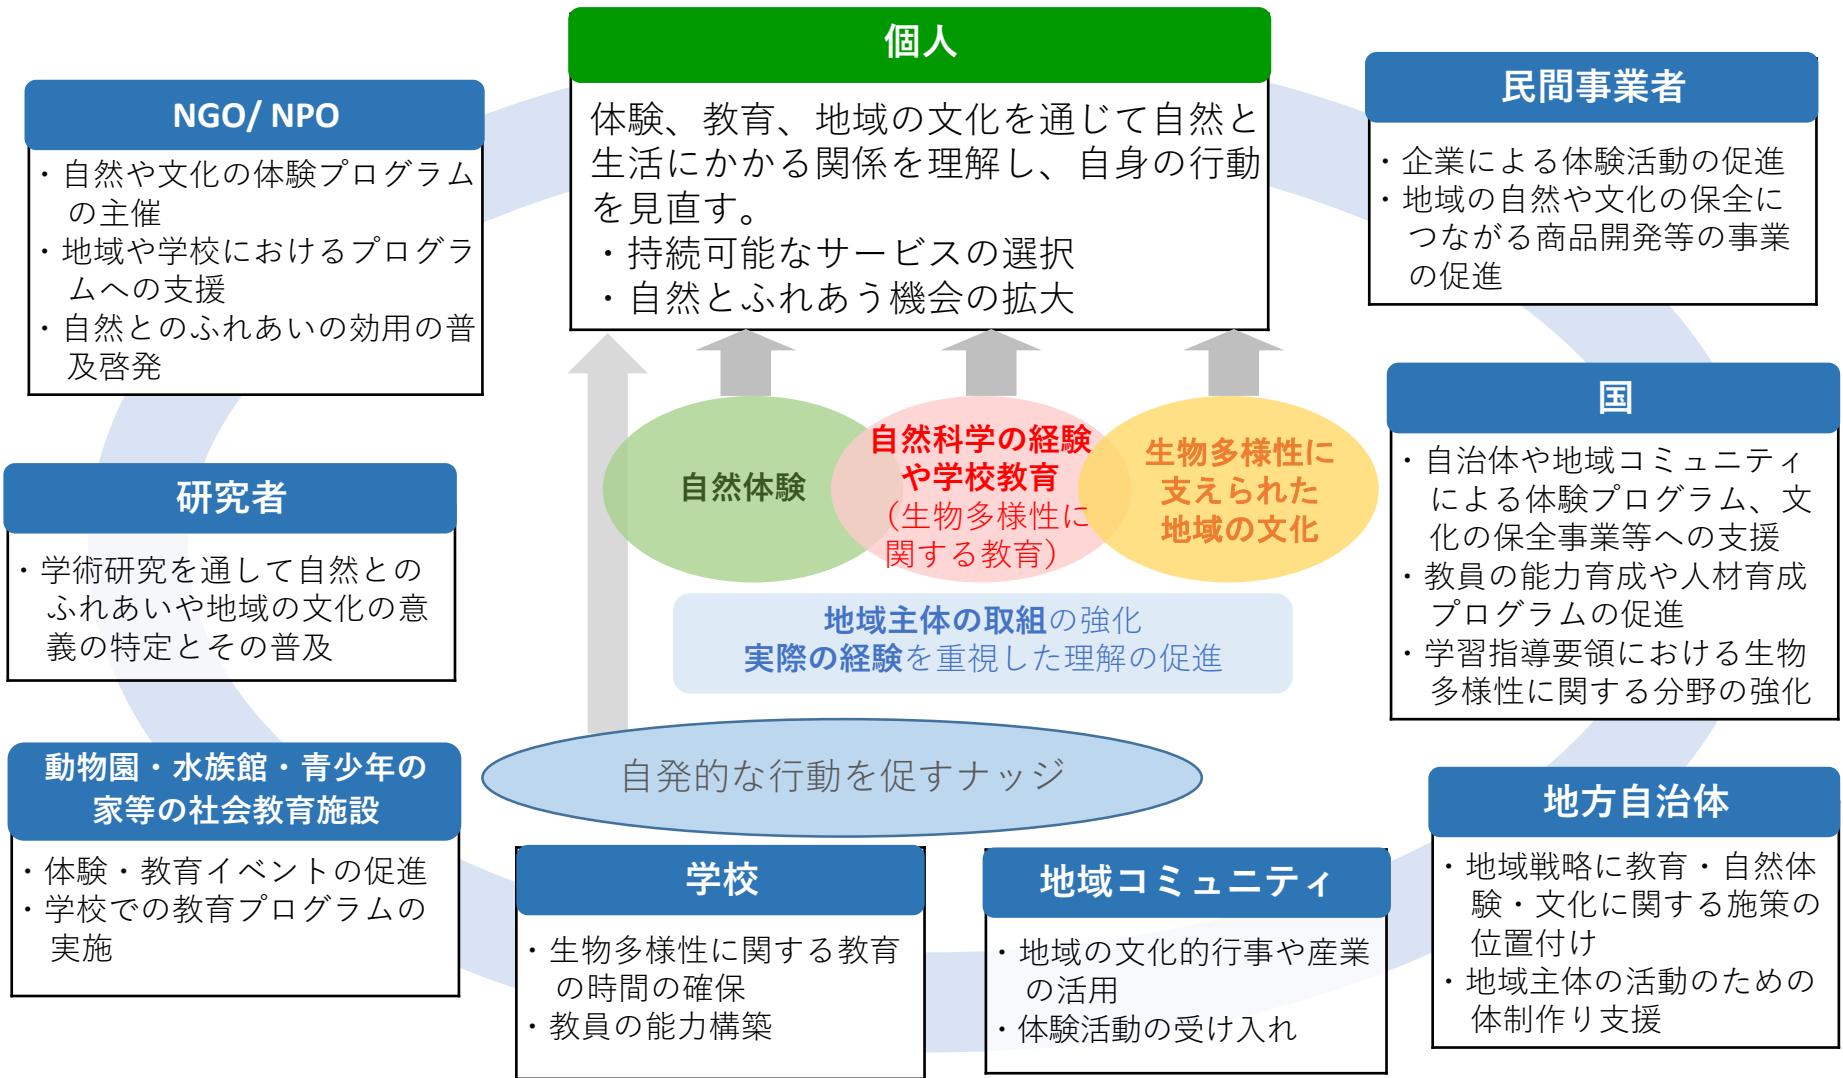 個人
体験、教育、地域の文化を通じて自然と
生活にかかる関係を理解し、自身の行動
を見直す。
・持続可能なサービスの選択
・自然とふれあう機会の拡大
NGO/ NPO
・自然や文化の体験プログラム
の主催
・地域や学校におけるプログラ
ムへの支援
・自然とのふれあいの効用の普
及啓発
民間事業者
・企業による体験活動の促進
・地域の自然や文化の保全に
つながる商品開発等の事業
の促進
研究者
・学術研究を通して自然との
ふれあいや地域の文化の意
義の特定とその普及
自然体験
自然科学の経験
や学校教育
（生物多様性に
関する教育）
生物多様性に
支えられた
地域の文化
地域主体の取組の強化
実際の経験を重視した理解の促進
自発的な行動を促すナッジ
国
・自治体や地域コミュニティ
による体験プログラム、文
化の保全事業等への支援
・教員の能力育成や人材育成
プログラムの促進
・学習指導要領における生物
多様性に関する分野の強化
動物園・水族館・青少年の
家等の社会教育施設
・体験・教育イベントの促進
・学校での教育プログラムの
実施
学校
・生物多様性に関する教育
の時間の確保
・教員の能力構築
地域コミュニティ
・地域の文化的行事や産業
の活用
・体験活動の受け入れ
地方自治体
・地域戦略に教育・自然体
験・文化に関する施策の
位置付け
・地域主体の活動のための
体制作り支援